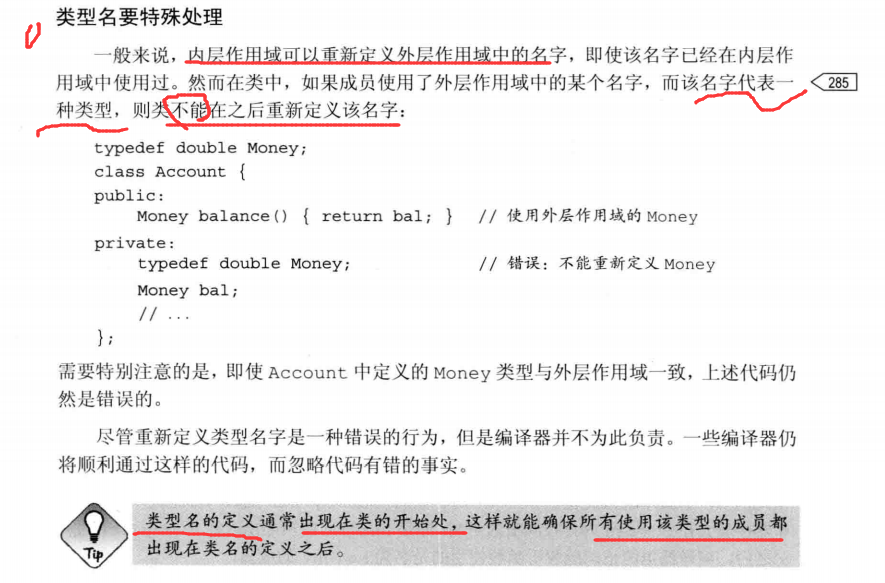 类型名要特殊处理
一般来说，内层作用域可以重新定义外层作用域中的名字，即使该名字已经在内层作
用域中使用过。然而在类中，如果成员使用了外层作用域中的某个名字，而该名字代表一
285
种类型，则类不能在之后重新定义该名字：
typedef double Money;
class Account {
public:
Money balance() { return bal; } // 使用外层作用域的 Money
private:
typedef double Money; // 错误：不能重新定义 Money
Money bal;
// ...
};
需要特别注意的是，即使 Account 中定义的 Money 类型与外层作用域一致，上述代码仍
然是错误的。
尽管重新定义类型名字是一种错误的行为，但是编译器并不为此负责。一些编译器仍
将顺利通过这样的代码，而忽略代码有错的事实。
类型名的定义通常出现在类的开始处，这样就能确保所有使用该类型的成员都
Tip
出现在类名的定义之后。